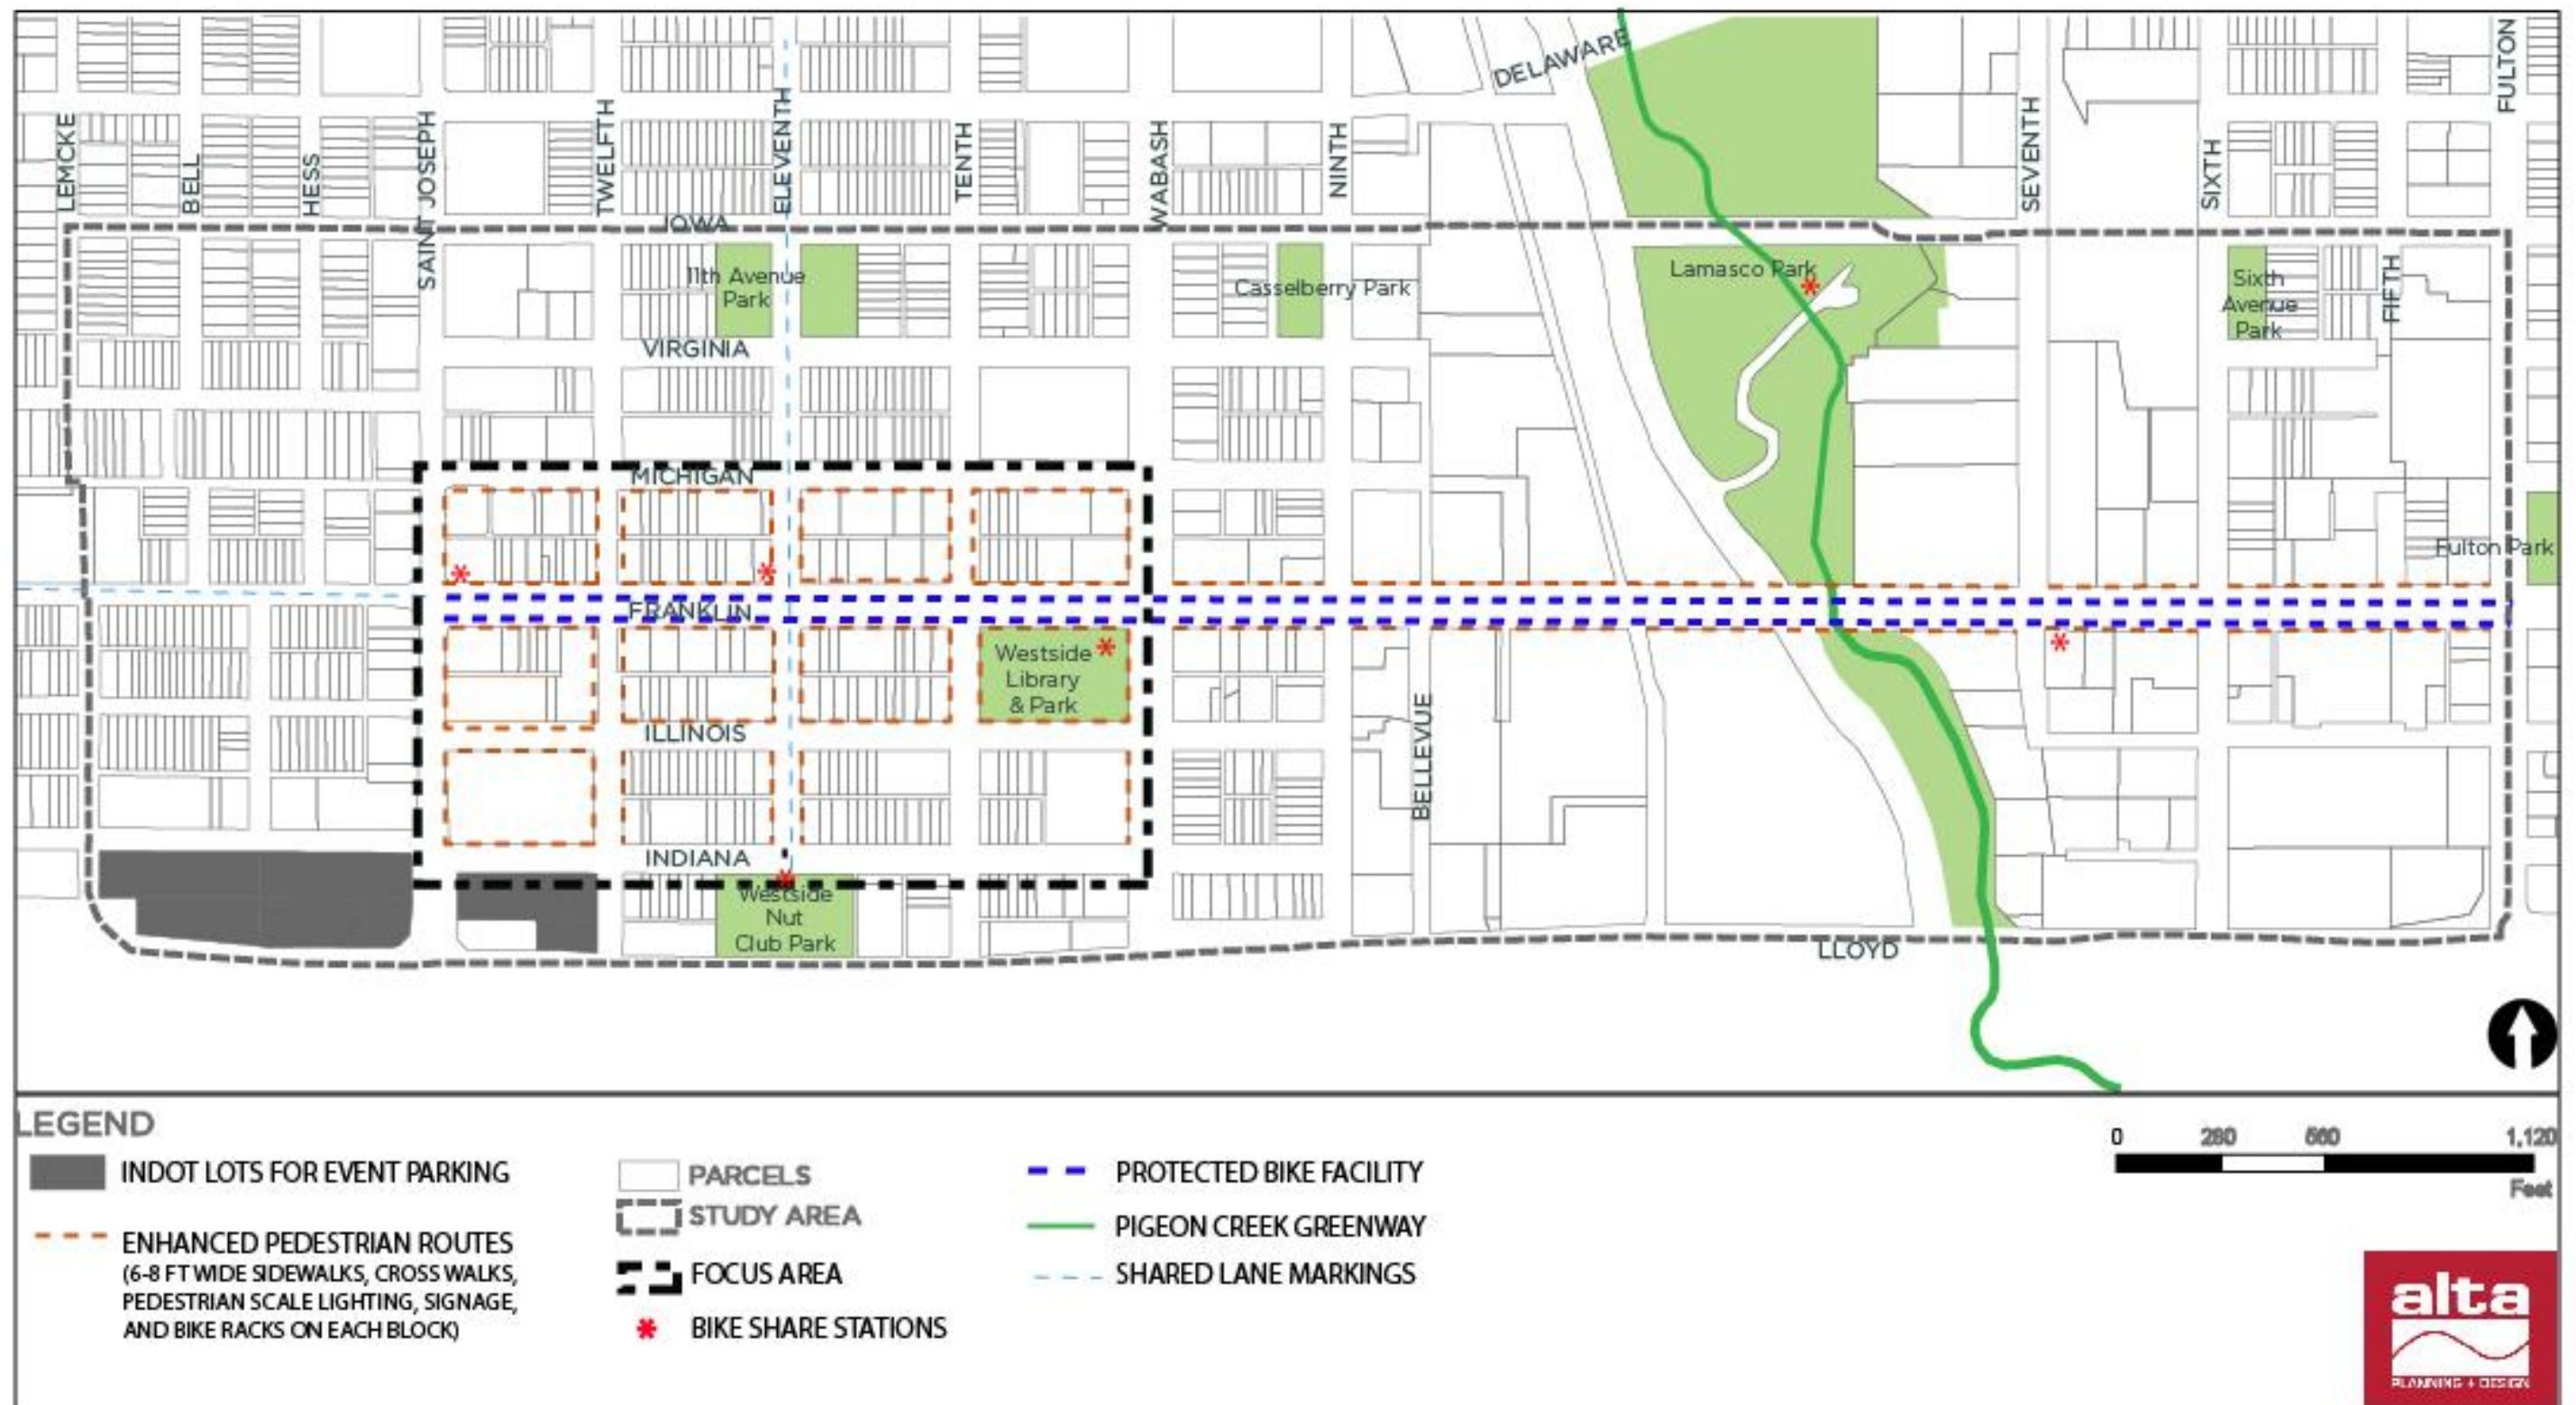 DELAWARE
FULTON
LEMCKE
BELL
HESS
SAINT JOSEPH
TWELFTH
ELEVENTH
TENTH
WABASH
NINTH
SEVENTH
SIXTH
IOWA
11th Avenue
Park
Casselberry Park
Lamasco Park
Sixth
Avenue
Park
FIFTH
VIRGINIA
MICHIGAN
Fulton Park
FRANKLIN
Westside
Library
& Park
BELLEVUE
ILLINOIS
INDIANA
Westside
Nut
Club Park
LLOYD
LEGEND
INDOT LOTS FOR EVENT PARKING
ENHANCED PEDESTRIAN ROUTES
(6-8 FT WIDE SIDEWALKS, CROSS WALKS,
PEDESTRIAN SCALE LIGHTING, SIGNAGE,
AND BIKE RACKS ON EACH BLOCK)
PARCELS
STUDY AREA
FOCUS AREA
BIKE SHARE STATIONS
PROTECTED BIKE FACILITY
PIGEON CREEK GREENWAY
SHARED LANE MARKINGS
0 280 560 1,120
Feet
alta
PLANNING + DESIGN